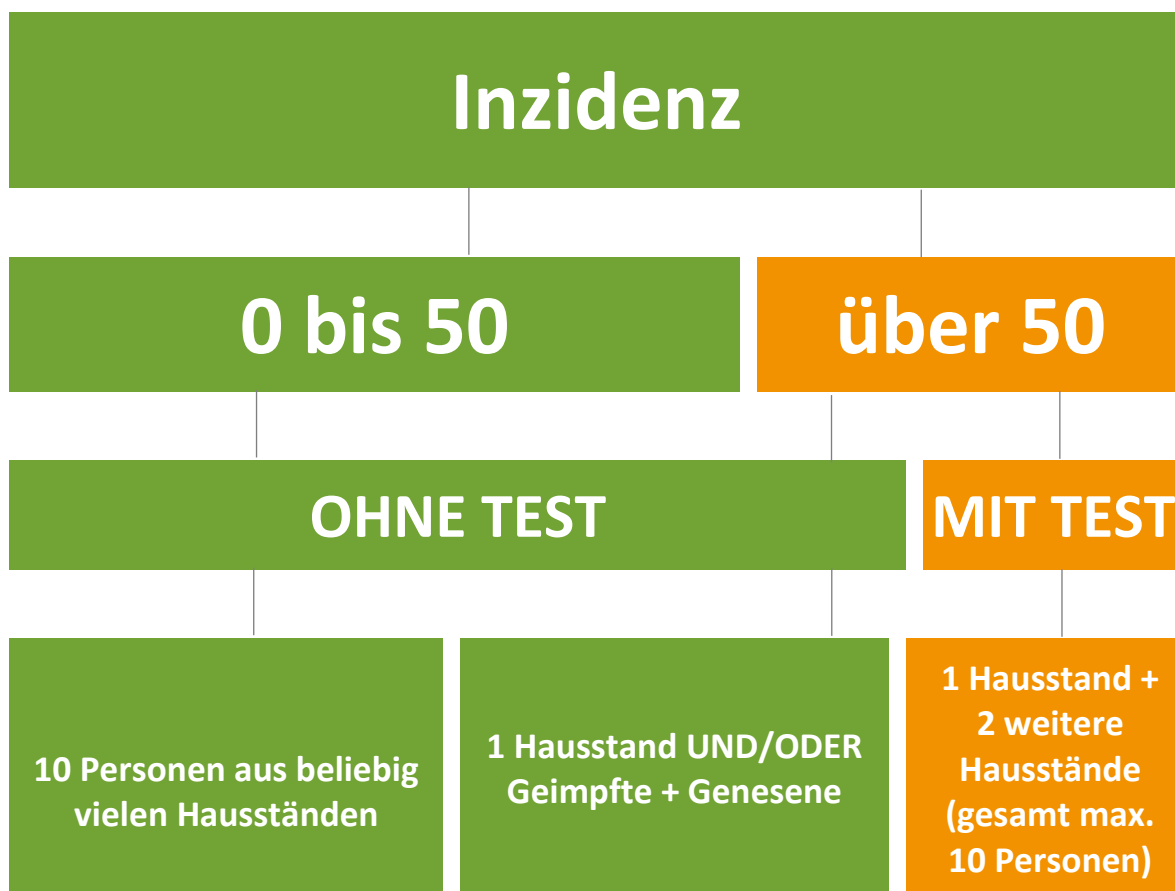 Inzidenz
0 bis 50
über 50
OHNE TEST
MIT TEST
10 Personen aus beliebig
vielen Hausständen
1 Hausstand UND/ODER
Geimpfte + Genesene
1 Hausstand +
2 weitere
Hausstände
(gesamt max.
10 Personen)